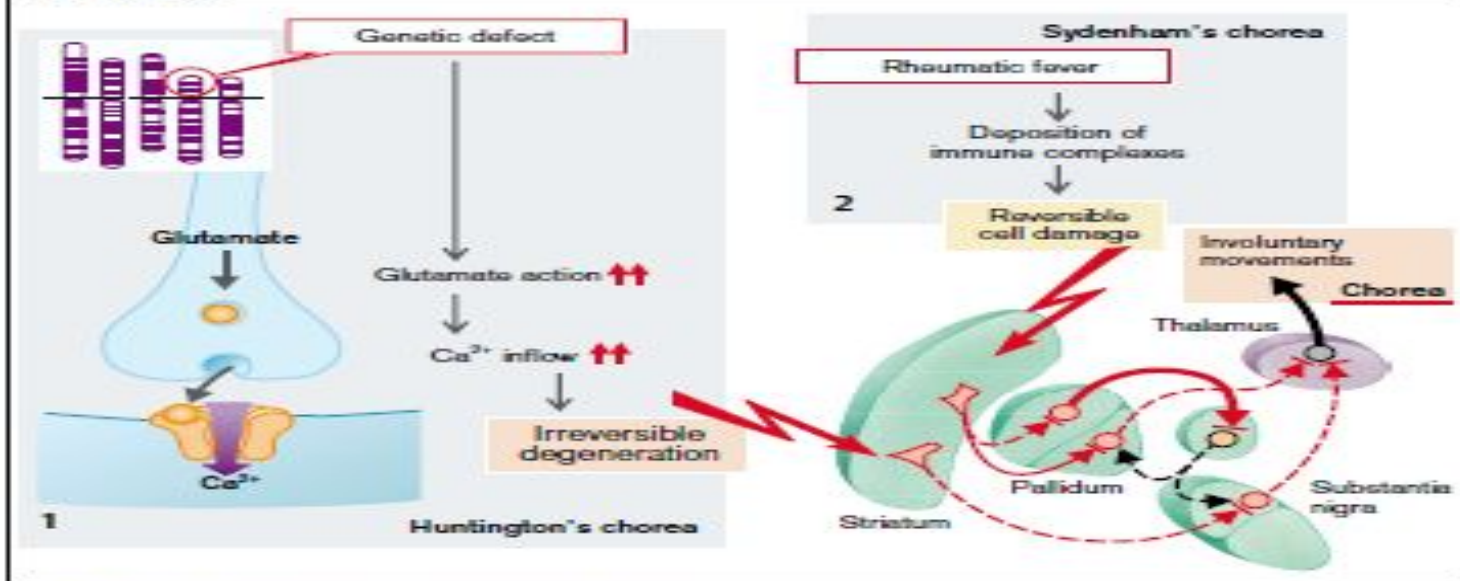 Genetic defect
Glutamate
Glutamate action
Ca²⁺ inflow
Irreversible
degeneration
Ca²⁺
1
Huntington's chorea
Sydenham's chorea
Rheumatic fever
Deposition of
immune complexes
2
Reversible
cell damage
Involuntary
movements
Chorea
Thalamus
Pallidum
Striatum
Substantia
nigra